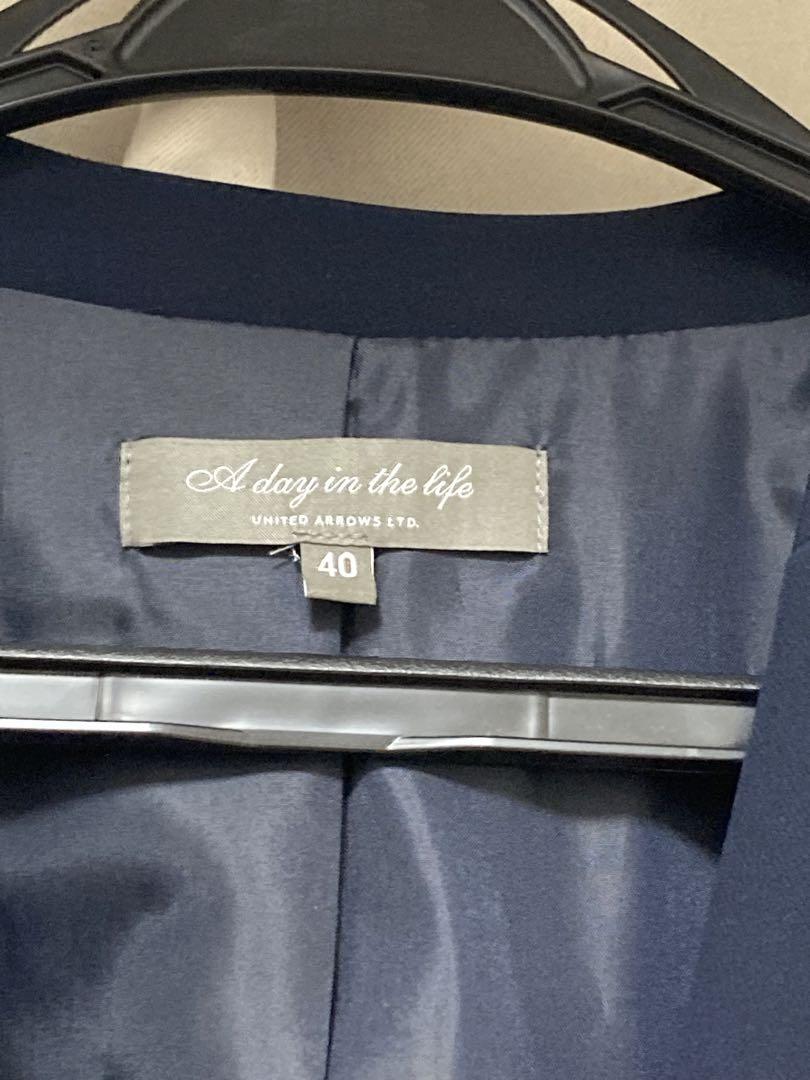 A day in the life
UNITED ARROWS LTD.
40